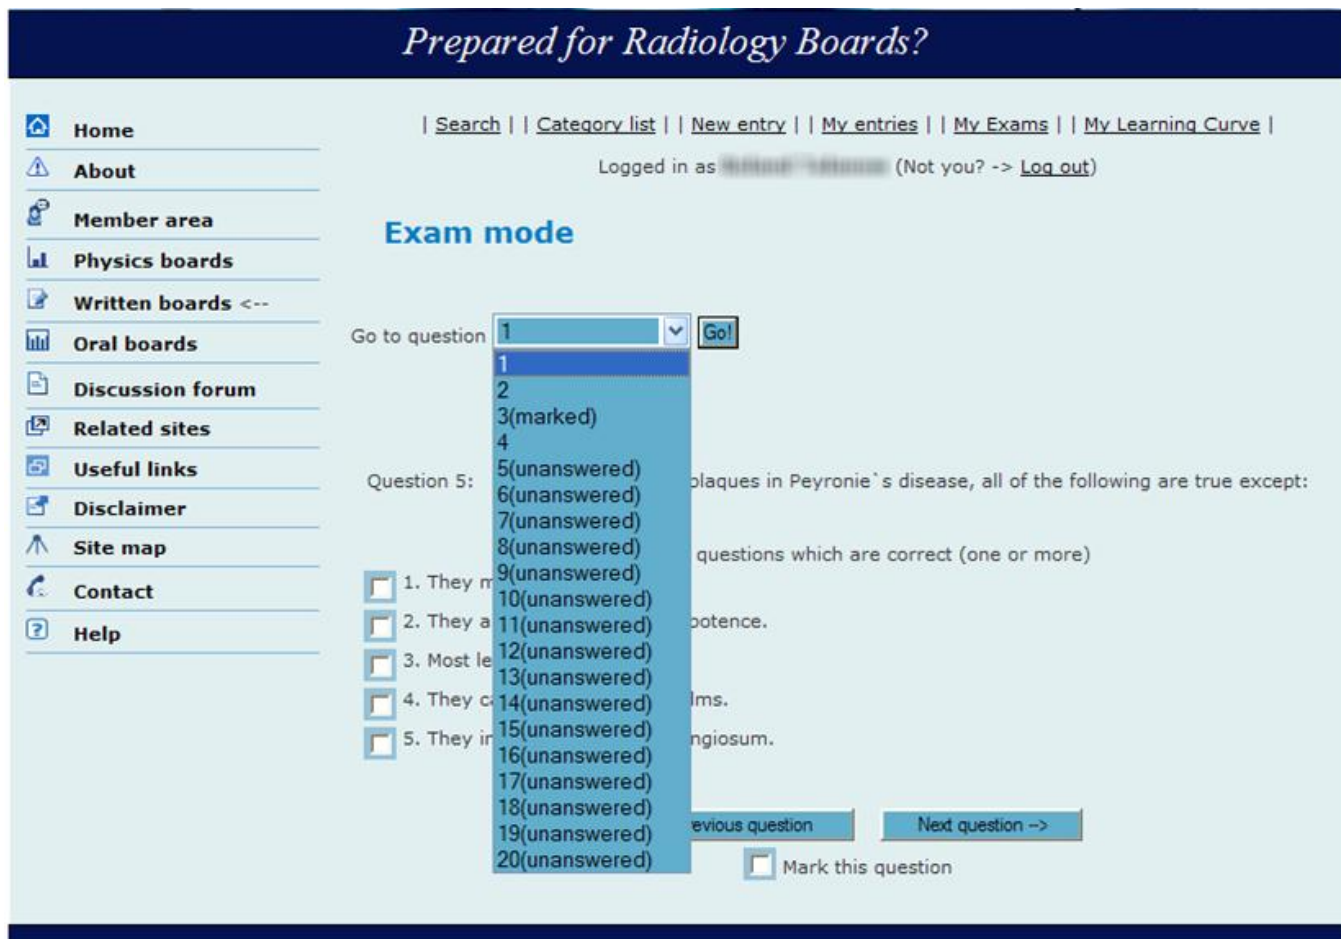 Prepared for Radiology Boards?
Home
About
Member area
Physics boards
Written boards <--
Oral boards
Discussion forum
Related sites
Useful links
Disclaimer
Site map
Contact
Help
| Search | | Category list | | New entry | | My entries | | My Exams | | My Learning Curve |
Logged in as (Not you? -> Log out)
Exam mode
Go to question 1 Go!
1
2
3(marked)
4
5(unanswered)
6(unanswered)
7(unanswered)
8(unanswered)
9(unanswered)
10(unanswered)
11(unanswered)
12(unanswered)
13(unanswered)
14(unanswered)
15(unanswered)
16(unanswered)
17(unanswered)
18(unanswered)
19(unanswered)
20(unanswered)
Question 5: plaques in Peyronie`s disease, all of the following are true except:
questions which are correct (one or more)
1. They
2. They
3. Most
4. They
5. They
question Next question -->
Mark this question